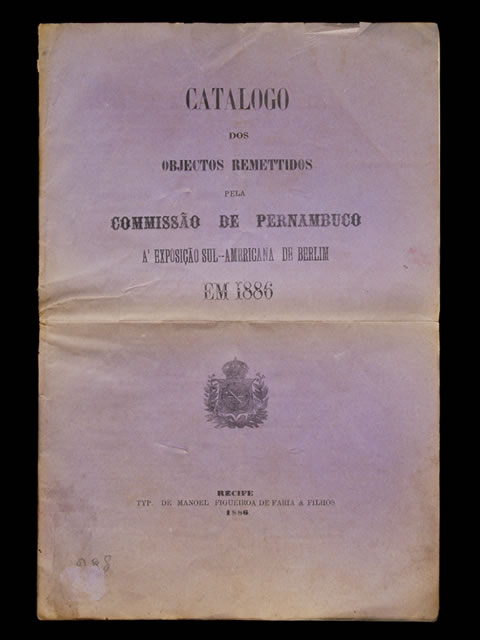 CATALOGO
DOS
OBJECTOS REMETTIDOS
PELA
COMMISSÃO DE PERNAMBUCO
A' EXPOSIÇÃO SUL-AMERICANA DE BERLIM
EM 1886
RECIFE
TYP. DE MANOEL FIGUEIROA DE FARIA & FILHOS
1886